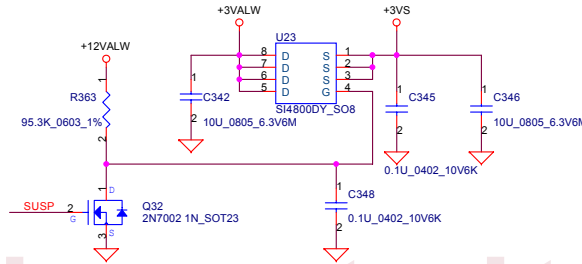 +3VALW
+3VS
+12VALW
U23
8 D S 1
7 D S 2
6 D S 3
5 D G 4
SI4800DY_SO8
1
C342
2
10U_0805_6.3V6M
1
C345
2
0.1U_0402_10V6K
1
C346
2
10U_0805_6.3V6M
1
R363
95.3K_0603_1%
2
1
C348
0.1U_0402_10V6K
2
SUSP
2
G
1
D
S
3
Q32
2N7002 1N_SOT23